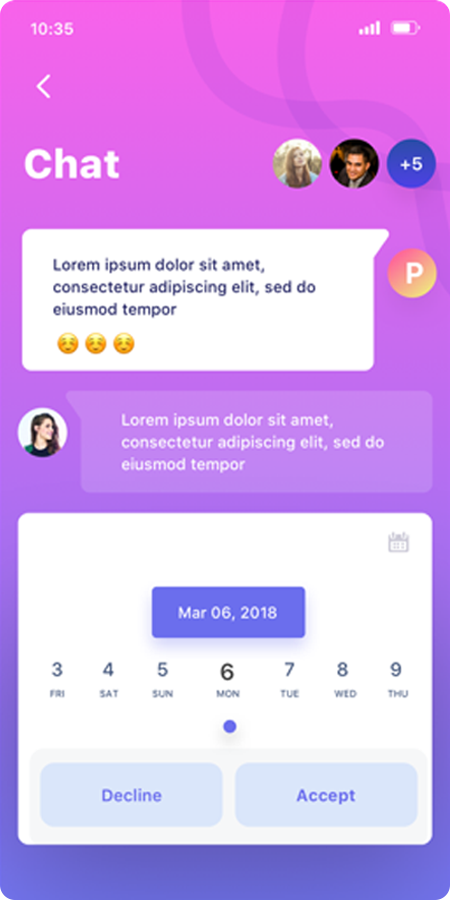 10:35
Chat
+5
Lorem ipsum dolor sit amet,
consectetur adipiscing elit, sed do
eiusmod tempor
P
Lorem ipsum dolor sit amet,
consectetur adipiscing elit, sed do
eiusmod tempor
Mar 06, 2018
3 4 5 6 7 8 9
FRI SAT SUN MON TUE WED THU
Decline Accept